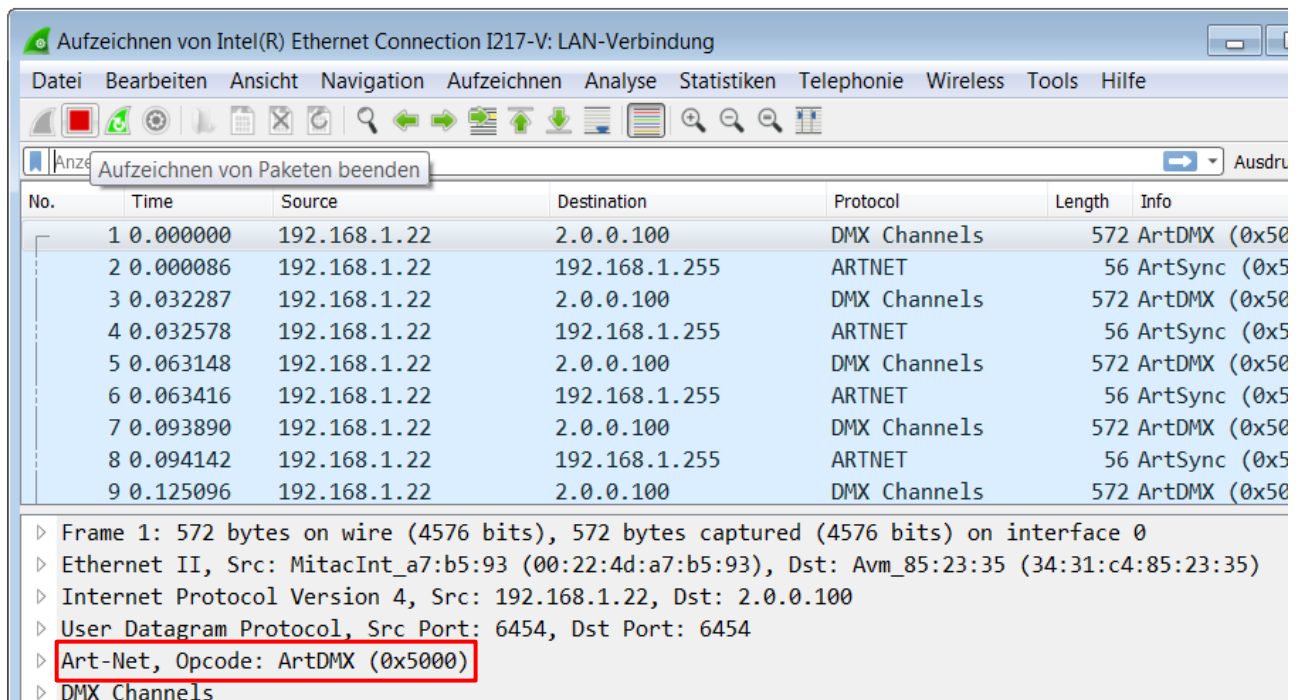 Aufzeichnen von Intel(R) Ethernet Connection I217-V: LAN-Verbindung
Datei Bearbeiten Ansicht Navigation Aufzeichnen Analyse Statistiken Telephonie Wireless Tools Hilfe
Anze Ausdru
Aufzeichnen von Paketen beenden
No. Time Source Destination Protocol Length Info
1 0.000000 192.168.1.22 2.0.0.100 DMX Channels 572 ArtDMX (0x50
2 0.000086 192.168.1.22 192.168.1.255 ARTNET 56 ArtSync (0x5
3 0.032287 192.168.1.22 2.0.0.100 DMX Channels 572 ArtDMX (0x50
4 0.032578 192.168.1.22 192.168.1.255 ARTNET 56 ArtSync (0x5
5 0.063148 192.168.1.22 2.0.0.100 DMX Channels 572 ArtDMX (0x50
6 0.063416 192.168.1.22 192.168.1.255 ARTNET 56 ArtSync (0x5
7 0.093890 192.168.1.22 2.0.0.100 DMX Channels 572 ArtDMX (0x50
8 0.094142 192.168.1.22 192.168.1.255 ARTNET 56 ArtSync (0x5
9 0.125096 192.168.1.22 2.0.0.100 DMX Channels 572 ArtDMX (0x50
Frame 1: 572 bytes on wire (4576 bits), 572 bytes captured (4576 bits) on interface 0
Ethernet II, Src: MitacInt_a7:b5:93 (00:22:4d:a7:b5:93), Dst: Avm_85:23:35 (34:31:c4:85:23:35)
Internet Protocol Version 4, Src: 192.168.1.22, Dst: 2.0.0.100
User Datagram Protocol, Src Port: 6454, Dst Port: 6454
Art-Net, Opcode: ArtDMX (0x5000)
DMX Channels